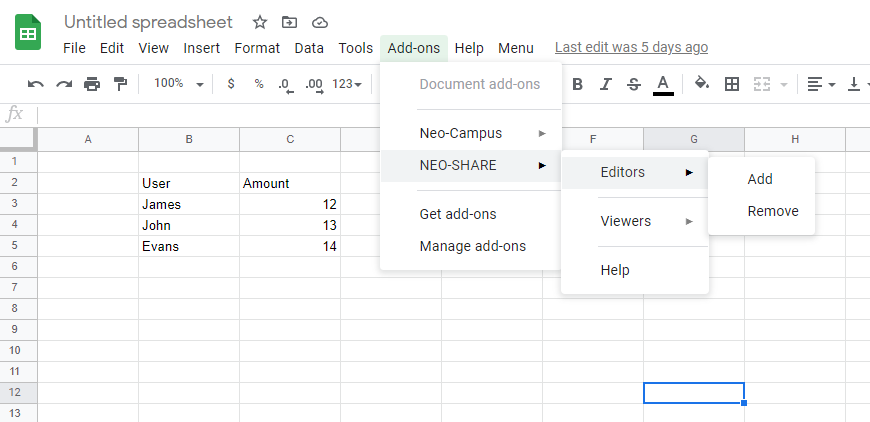 Untitled spreadsheet
File Edit View Insert Format Data Tools Add-ons Help Menu Last edit was 5 days ago
100% $ % .0 .00 123 B I S A
fx
A B C F G H
Document add-ons
Neo-Campus
NEO-SHARE
Get add-ons
Manage add-ons
Editors
Viewers
Help
Add
Remove
1
2 User Amount
3 James 12
4 John 13
5 Evans 14
6
7
8
9
10
11
12
13